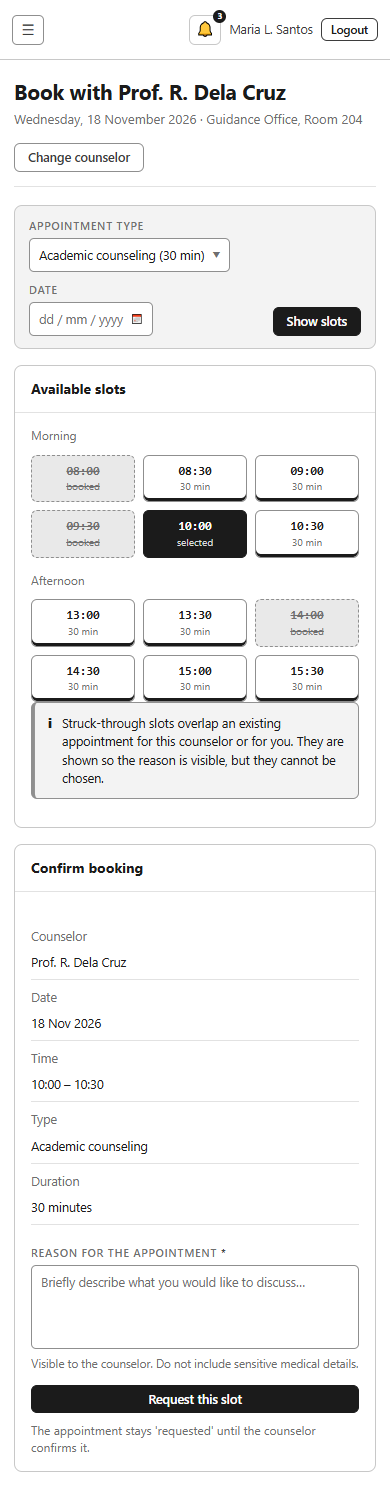 ☰
3
Maria L. Santos
Logout
Book with Prof. R. Dela Cruz
Wednesday, 18 November 2026 · Guidance Office, Room 204
Change counselor
APPOINTMENT TYPE
Academic counseling (30 min)
DATE
dd / mm / yyyy
Show slots
Available slots
Morning
08:00 08:30 09:00
booked 30 min 30 min
09:30 10:00 10:30
booked selected 30 min
Afternoon
13:00 13:30 14:00
30 min 30 min booked
14:30 15:00 15:30
30 min 30 min 30 min
i Struck-through slots overlap an existing
appointment for this counselor or for you. They are
shown so the reason is visible, but they cannot be
chosen.
Confirm booking
Counselor
Prof. R. Dela Cruz
Date
18 Nov 2026
Time
10:00 – 10:30
Type
Academic counseling
Duration
30 minutes
REASON FOR THE APPOINTMENT *
Briefly describe what you would like to discuss...
Visible to the counselor. Do not include sensitive medical details.
Request this slot
The appointment stays 'requested' until the counselor
confirms it.